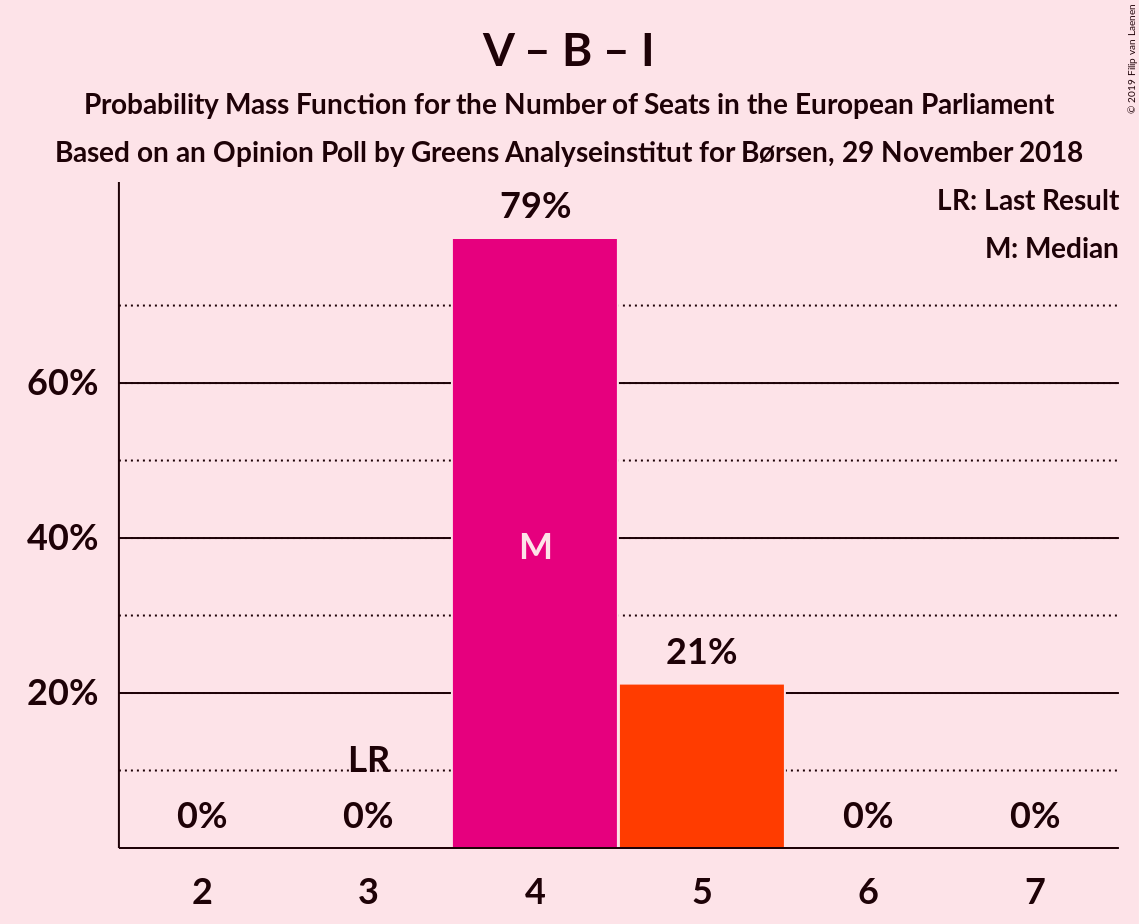 V – B – I
Probability Mass Function for the Number of Seats in the European Parliament
Based on an Opinion Poll by Greens Analyseinstitut for Børsen, 29 November 2018
© 2019 Filip van Laenen
LR: Last Result
M: Median
79%
60%
40%
M
21%
20%
LR
0%
0%
0%
0%
2
3
4
5
6
7